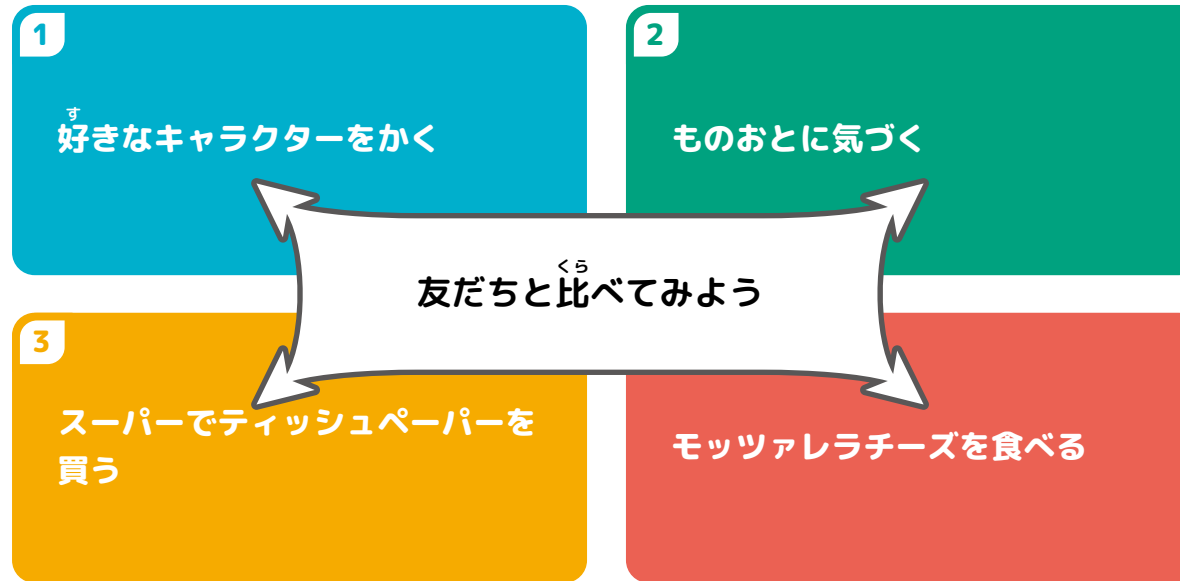 1
す
好きなキャラクターをかく
2
ものおとに気づく
くら
友だちと比べてみよう
3
スーパーでティッシュペーパーを
買う
モッツァレラチーズを食べる